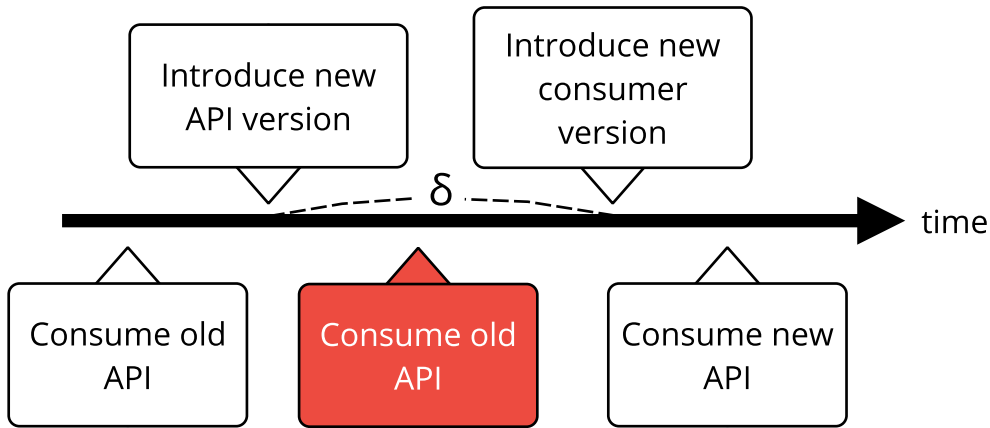 Introduce new
API version
Introduce new
consumer
version
δ
time
Consume old
API
Consume old
API
Consume new
API